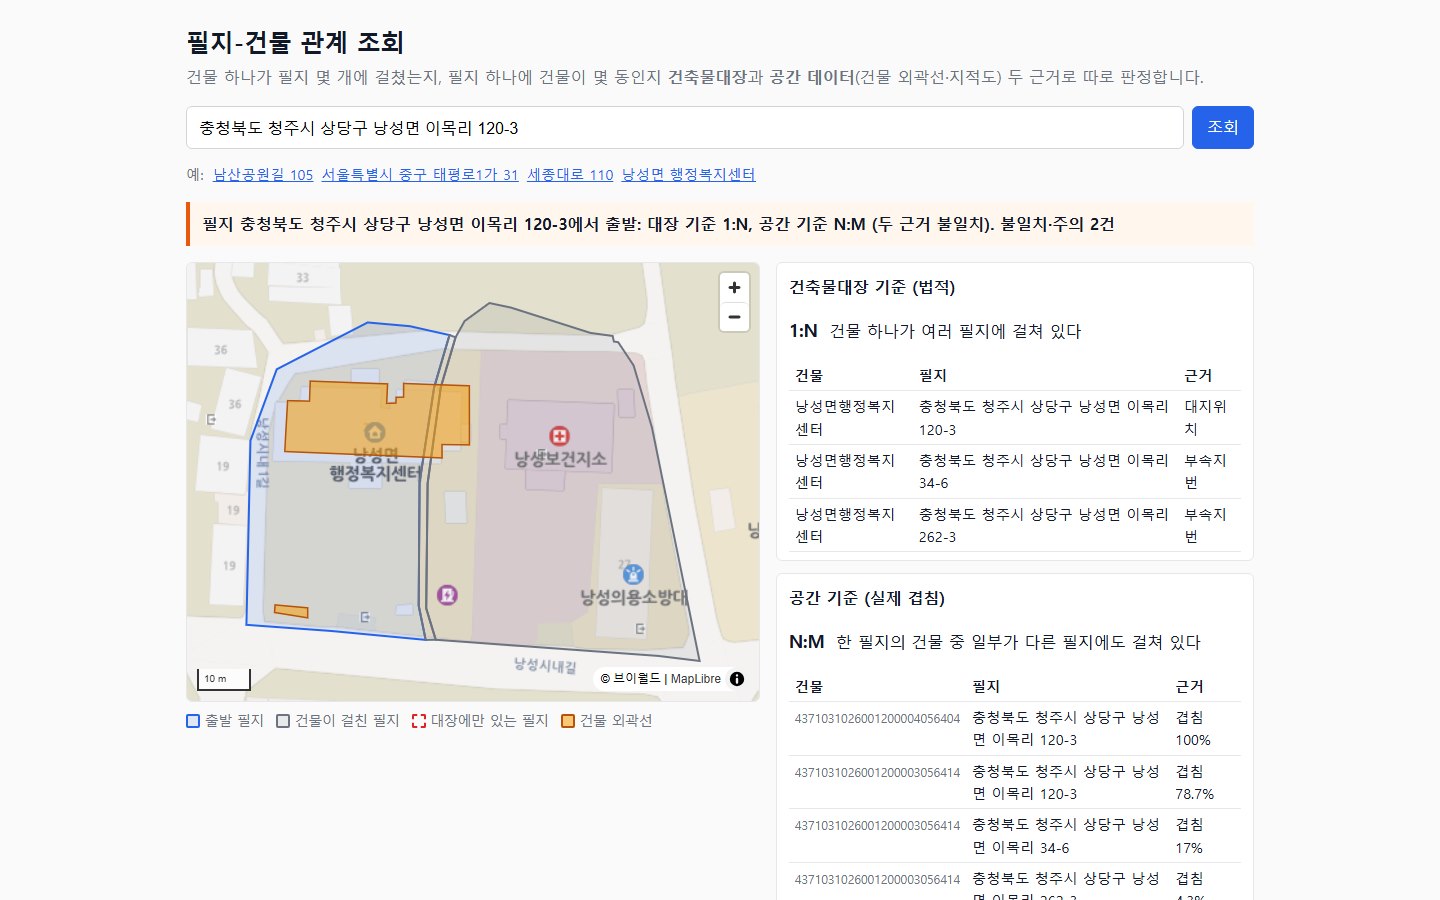 필지-건물 관계 조회
건물 하나가 필지 몇 개에 걸쳤는지, 필지 하나에 건물이 몇 동인지 건축물대장과 공간 데이터(건물 외곽선·지적도) 두 근거로 따로 판정합니다.
충청북도 청주시 상당구 낭성면 이목리 120-3
조회
예: 남산공원길 105 서울특별시 중구 태평로1가 31 세종대로 110 낭성면 행정복지센터
필지 충청북도 청주시 상당구 낭성면 이목리 120-3에서 출발: 대장 기준 1:N, 공간 기준 N:M (두 근거 불일치). 불일치·주의 2건
33
36
36
낭성시내1길
19
19
19
낭성면
행정복지센터
낭성보건지소
27
낭성의용소방대
낭
낭성시내길
10 m
© 브이월드 | MapLibre
출발 필지
건물이 걸친 필지
대장에만 있는 필지
건물 외곽선
건축물대장 기준 (법적)
1:N 건물 하나가 여러 필지에 걸쳐 있다
건물 필지 근거
낭성면행정복지 충청북도 청주시 상당구 낭성면 이목리 대지위
센터 120-3 치
낭성면행정복지 충청북도 청주시 상당구 낭성면 이목리 부속지
센터 34-6 번
낭성면행정복지 충청북도 청주시 상당구 낭성면 이목리 부속지
센터 262-3 번
공간 기준 (실제 겹침)
N:M 한 필지의 건물 중 일부가 다른 필지에도 걸쳐 있다
건물 필지 근거
4371031026001200004056404 충청북도 청주시 상당구 낭성 겹침
면 이목리 120-3 100%
4371031026001200003056414 충청북도 청주시 상당구 낭성 겹침
면 이목리 120-3 78.7%
4371031026001200003056414 충청북도 청주시 상당구 낭성 겹침
면 이목리 34-6 17%
4371031026001200003056414 충청북도 청주시 상당구 낭성 겹침
면 이목리 262-3